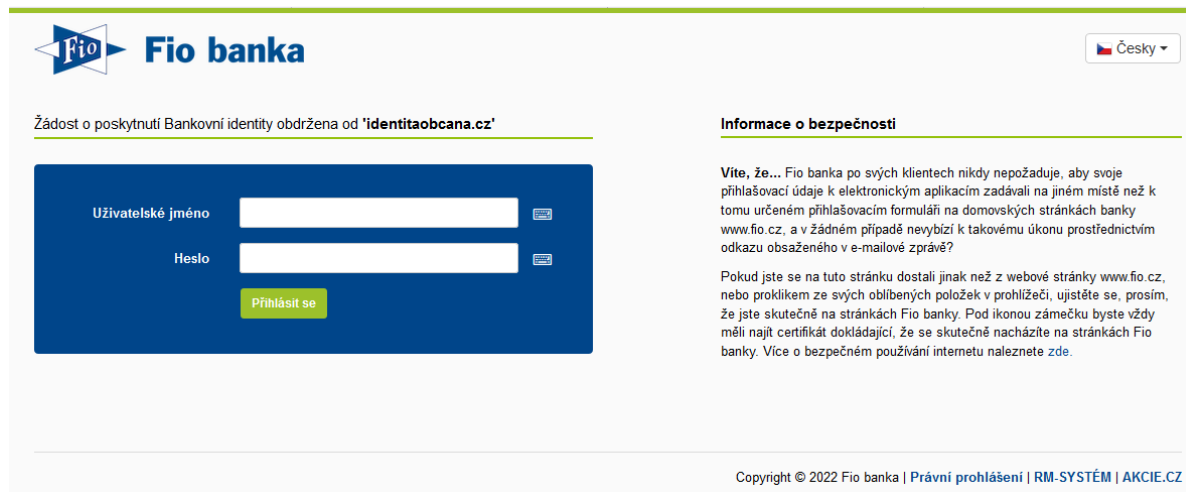 Fio Fio banka
Česky
Žádost o poskytnutí Bankovní identity obdržena od 'identitaobcana.cz'
Uživatelské jméno
Heslo
Přihlásit se
Informace o bezpečnosti
Víte, že... Fio banka po svých klientech nikdy nepožaduje, aby svoje
přihlašovací údaje k elektronickým aplikacím zadávali na jiném místě než k
tomu určeném přihlašovacím formuláři na domovských stránkách banky
www.fio.cz, a v žádném případě nevybízí k takovému úkonu prostřednictvím
odkazu obsaženého v e-mailové zprávě?
Pokud jste se na tuto stránku dostali jinak než z webové stránky www.fio.cz,
nebo proklikem ze svých oblíbených položek v prohlížeči, ujistěte se, prosím,
že jste skutečně na stránkách Fio banky. Pod ikonou zámečku byste vždy
měli najít certifikát dokládající, že se skutečně nacházíte na stránkách Fio
banky. Více o bezpečném používání internetu naleznete zde.
Copyright © 2022 Fio banka | Právní prohlášení | RM-SYSTÉM | AKCIE.CZ